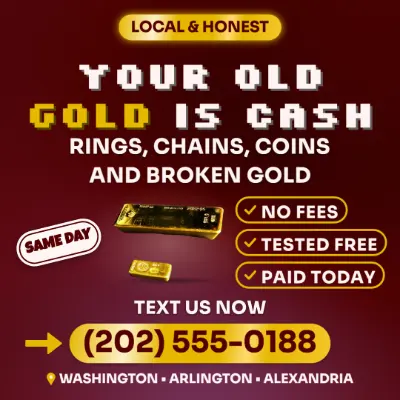 LOCAL & HONEST
YOUR OLD
GOLD IS CASH
RINGS, CHAINS, COINS
AND BROKEN GOLD
NO FEES
SAME DAY
TESTED FREE
PAID TODAY
TEXT US NOW
(202) 555-0188
WASHINGTON • ARLINGTON • ALEXANDRIA